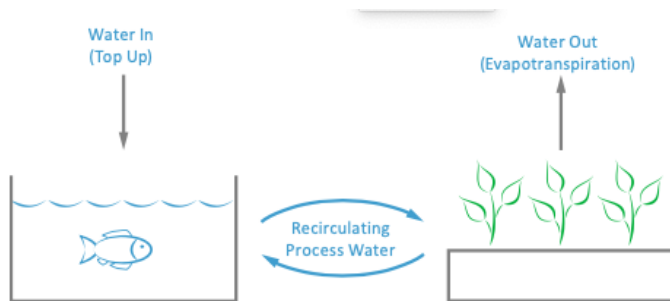 Water In
(Top Up)
Water Out
(Evapotranspiration)
Recirculating
Process Water